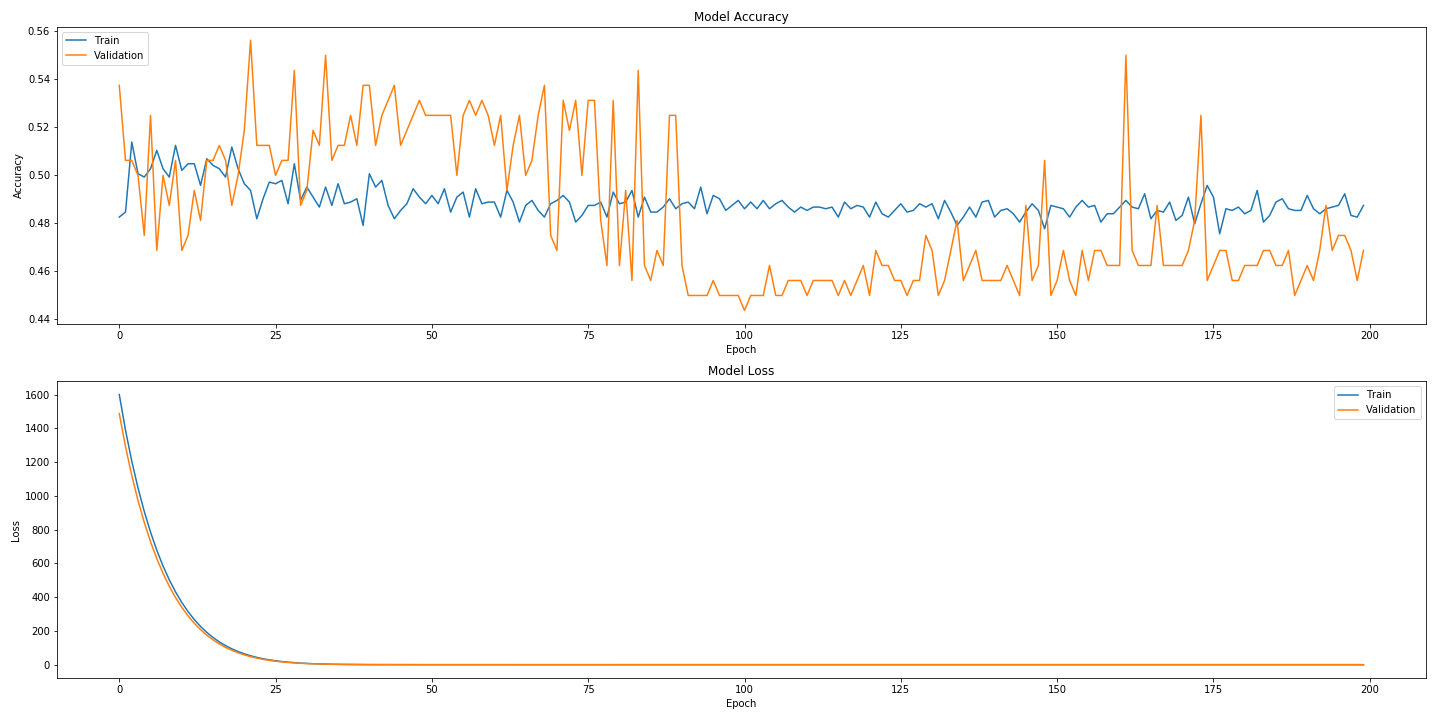 Model Accuracy
Train
Validation
0.56
0.54
0.52
0.50
0.48
0.46
0.44
Accuracy
0 25 50 75 100 125 150 175 200
Epoch
Model Loss
Train
Validation
1600
1400
1200
1000
800
600
400
200
0
Loss
0 25 50 75 100 125 150 175 200
Epoch